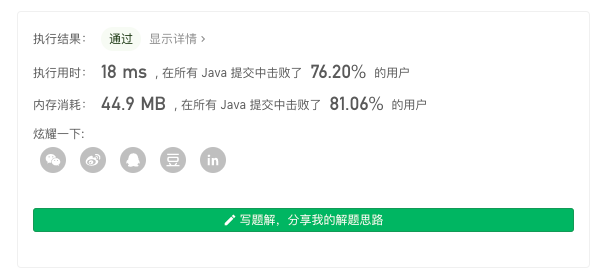 执行结果： 通过 显示详情 ›
执行用时： 18 ms , 在所有 Java 提交中击败了 76.20% 的用户
内存消耗： 44.9 MB , 在所有 Java 提交中击败了 81.06% 的用户
炫耀一下:
豆 in
写题解，分享我的解题思路